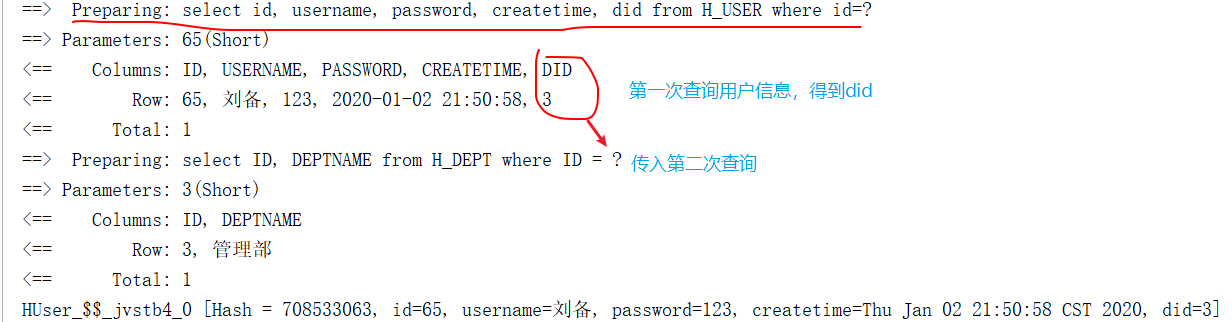 ==>  Preparing: select id, username, password, createtime, did from H_USER where id=?
==> Parameters: 65(Short)
<==    Columns: ID, USERNAME, PASSWORD, CREATETIME, DID
<==        Row: 65, 刘备, 123, 2020-01-02 21:50:58, 3
第一次查询用户信息，得到did
<==      Total: 1
==>  Preparing: select ID, DEPTNAME from H_DEPT where ID = ?
传入第二次查询
==> Parameters: 3(Short)
<==    Columns: ID, DEPTNAME
<==        Row: 3, 管理部
<==      Total: 1
HUser_$$_jvstb4_0 [Hash = 708533063, id=65, username=刘备, password=123, createtime=Thu Jan 02 21:50:58 CST 2020, did=3]